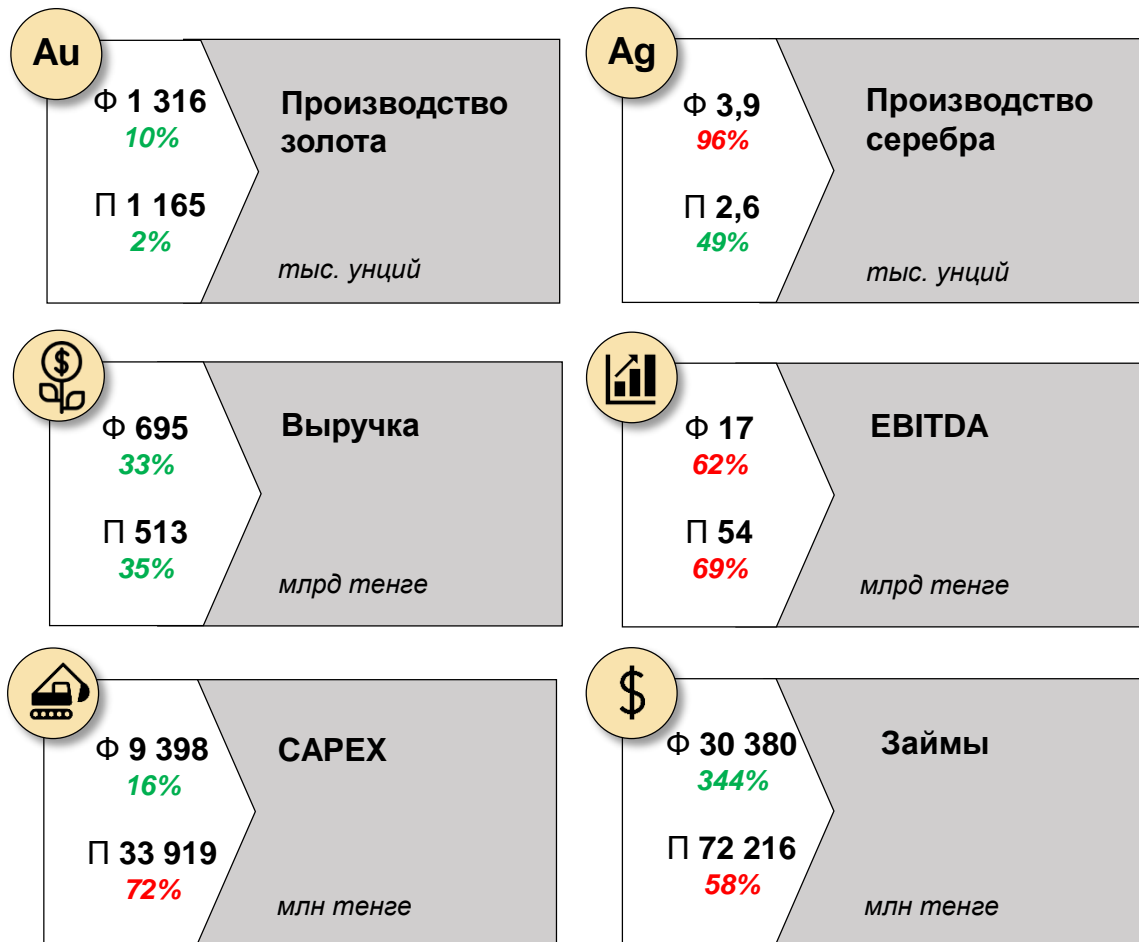 Au
Ф 1 316
10%
П 1 165
2%
Производство
золота
тыс. унций
Ag
Ф 3,9
96%
П 2,6
49%
Производство
серебра
тыс. унций
$
Ф 695
33%
П 513
35%
Выручка
млрд тенге
Ф 17
62%
П 54
69%
EBITDA
млрд тенге
Ф 9 398
16%
П 33 919
72%
CAPEX
млн тенге
$
Ф 30 380
344%
П 72 216
58%
Займы
млн тенге